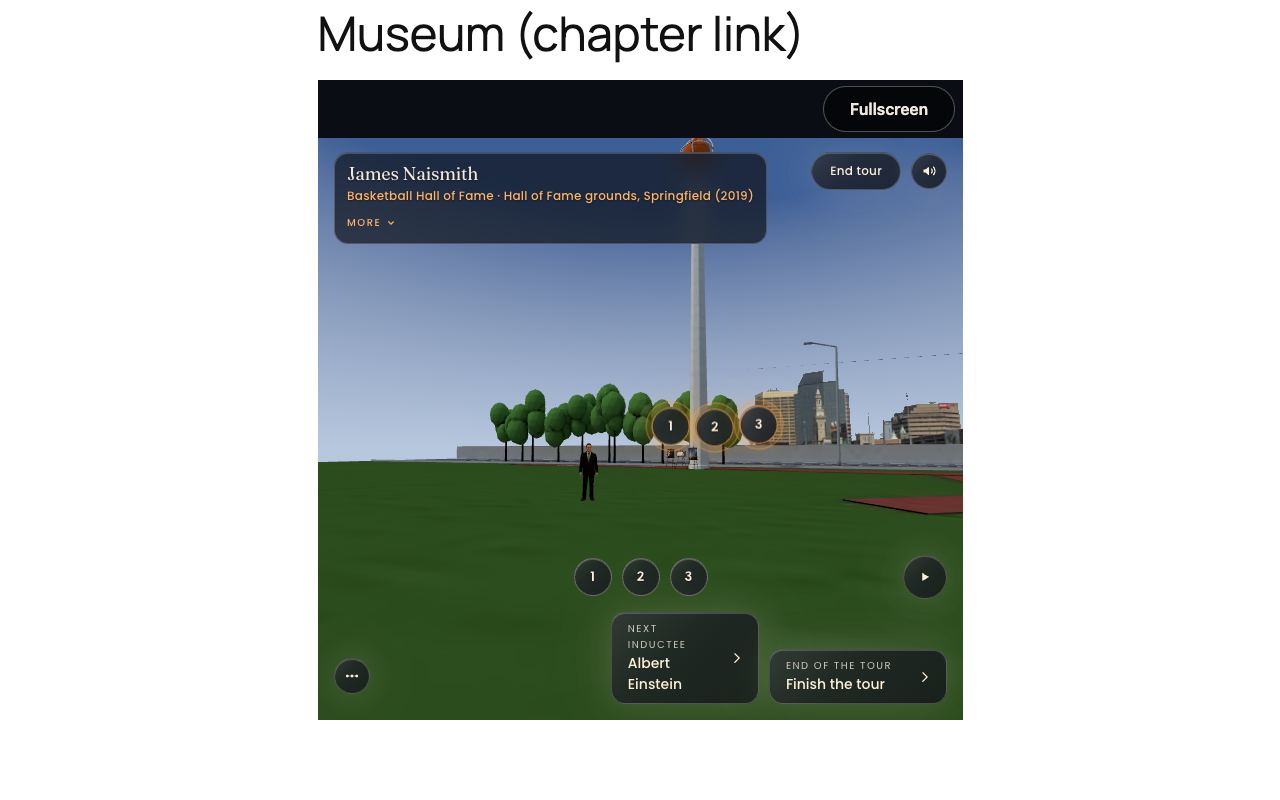 Museum (chapter link)
Fullscreen
James Naismith
Basketball Hall of Fame · Hall of Fame grounds, Springfield (2019)
MORE
End tour
1
2
3
1
2
3
NEXT
INDUCTEE
Albert
Einstein
END OF THE TOUR
Finish the tour